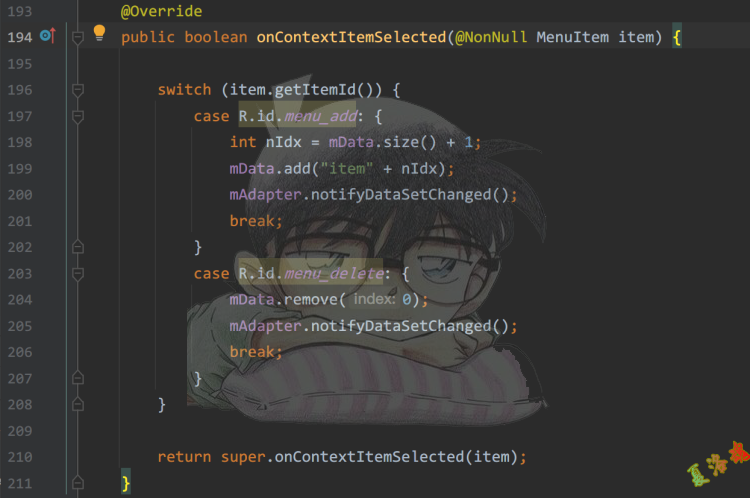 193 @Override
194 public boolean onContextItemSelected(@NonNull MenuItem item) {
195
196 switch (item.getItemId()) {
197 case R.id.menu_add: {
198 int nIdx = mData.size() + 1;
199 mData.add("item" + nIdx);
200 mAdapter.notifyDataSetChanged();
201 break;
202 }
203 case R.id.menu_delete: {
204 mData.remove( index: 0);
205 mAdapter.notifyDataSetChanged();
206 break;
207 }
208 }
209
210 return super.onContextItemSelected(item);
211 }